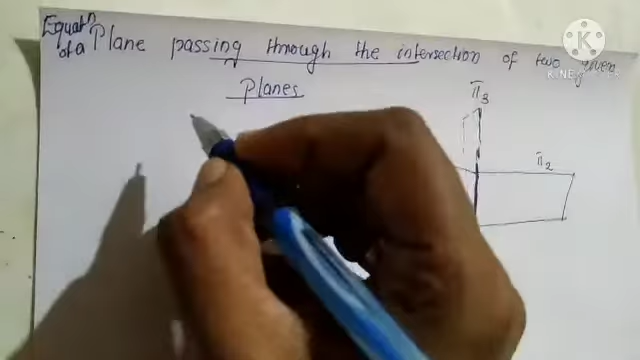 Equatn of a Plane passing through the intersection of two given
Planes
π3
π2